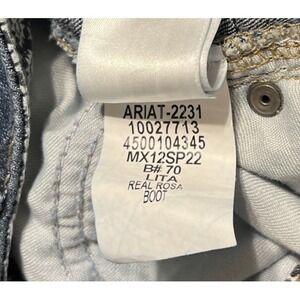 ARIAT-2231
10027713
4500104345
MX12SP22
B# 70
LITA
REAL ROSA
BOOT